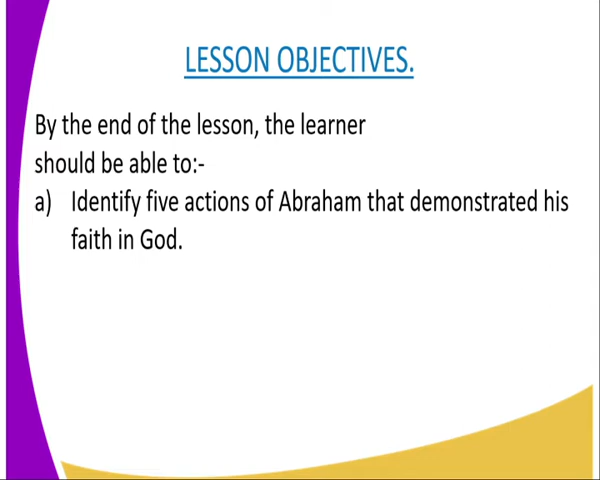 LESSON OBJECTIVES.
By the end of the lesson, the learner
should be able to:-
a) Identify five actions of Abraham that demonstrated his
faith in God.